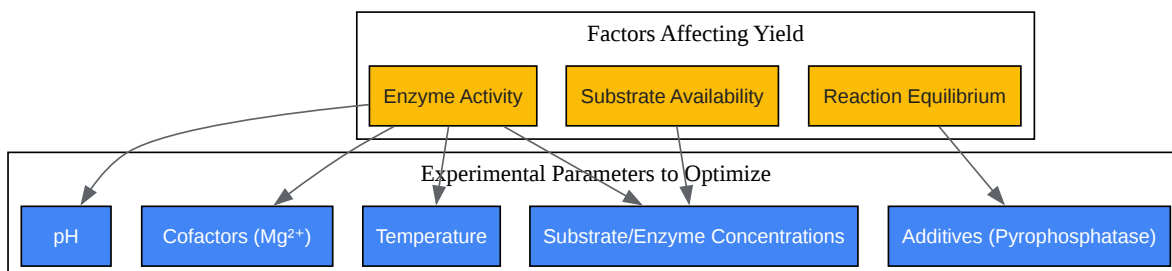 Factors Affecting Yield
Enzyme Activity
Substrate Availability
Reaction Equilibrium
Experimental Parameters to Optimize
pH
Cofactors (Mg²⁺)
Temperature
Substrate/Enzyme Concentrations
Additives (Pyrophosphatase)